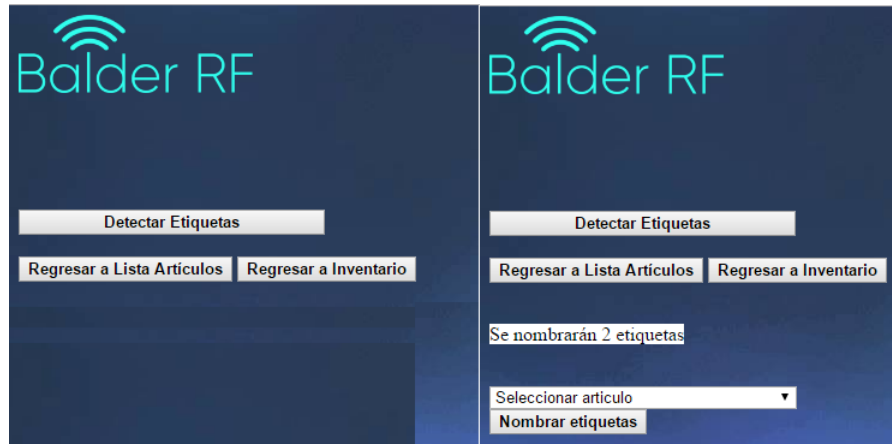 Balder RF
Detectar Etiquetas
Regresar a Lista Artículos
Regresar a Inventario
Balder RF
Detectar Etiquetas
Regresar a Lista Artículos
Regresar a Inventario
Se nombrarán 2 etiquetas
Seleccionar articulo
Nombrar etiquetas